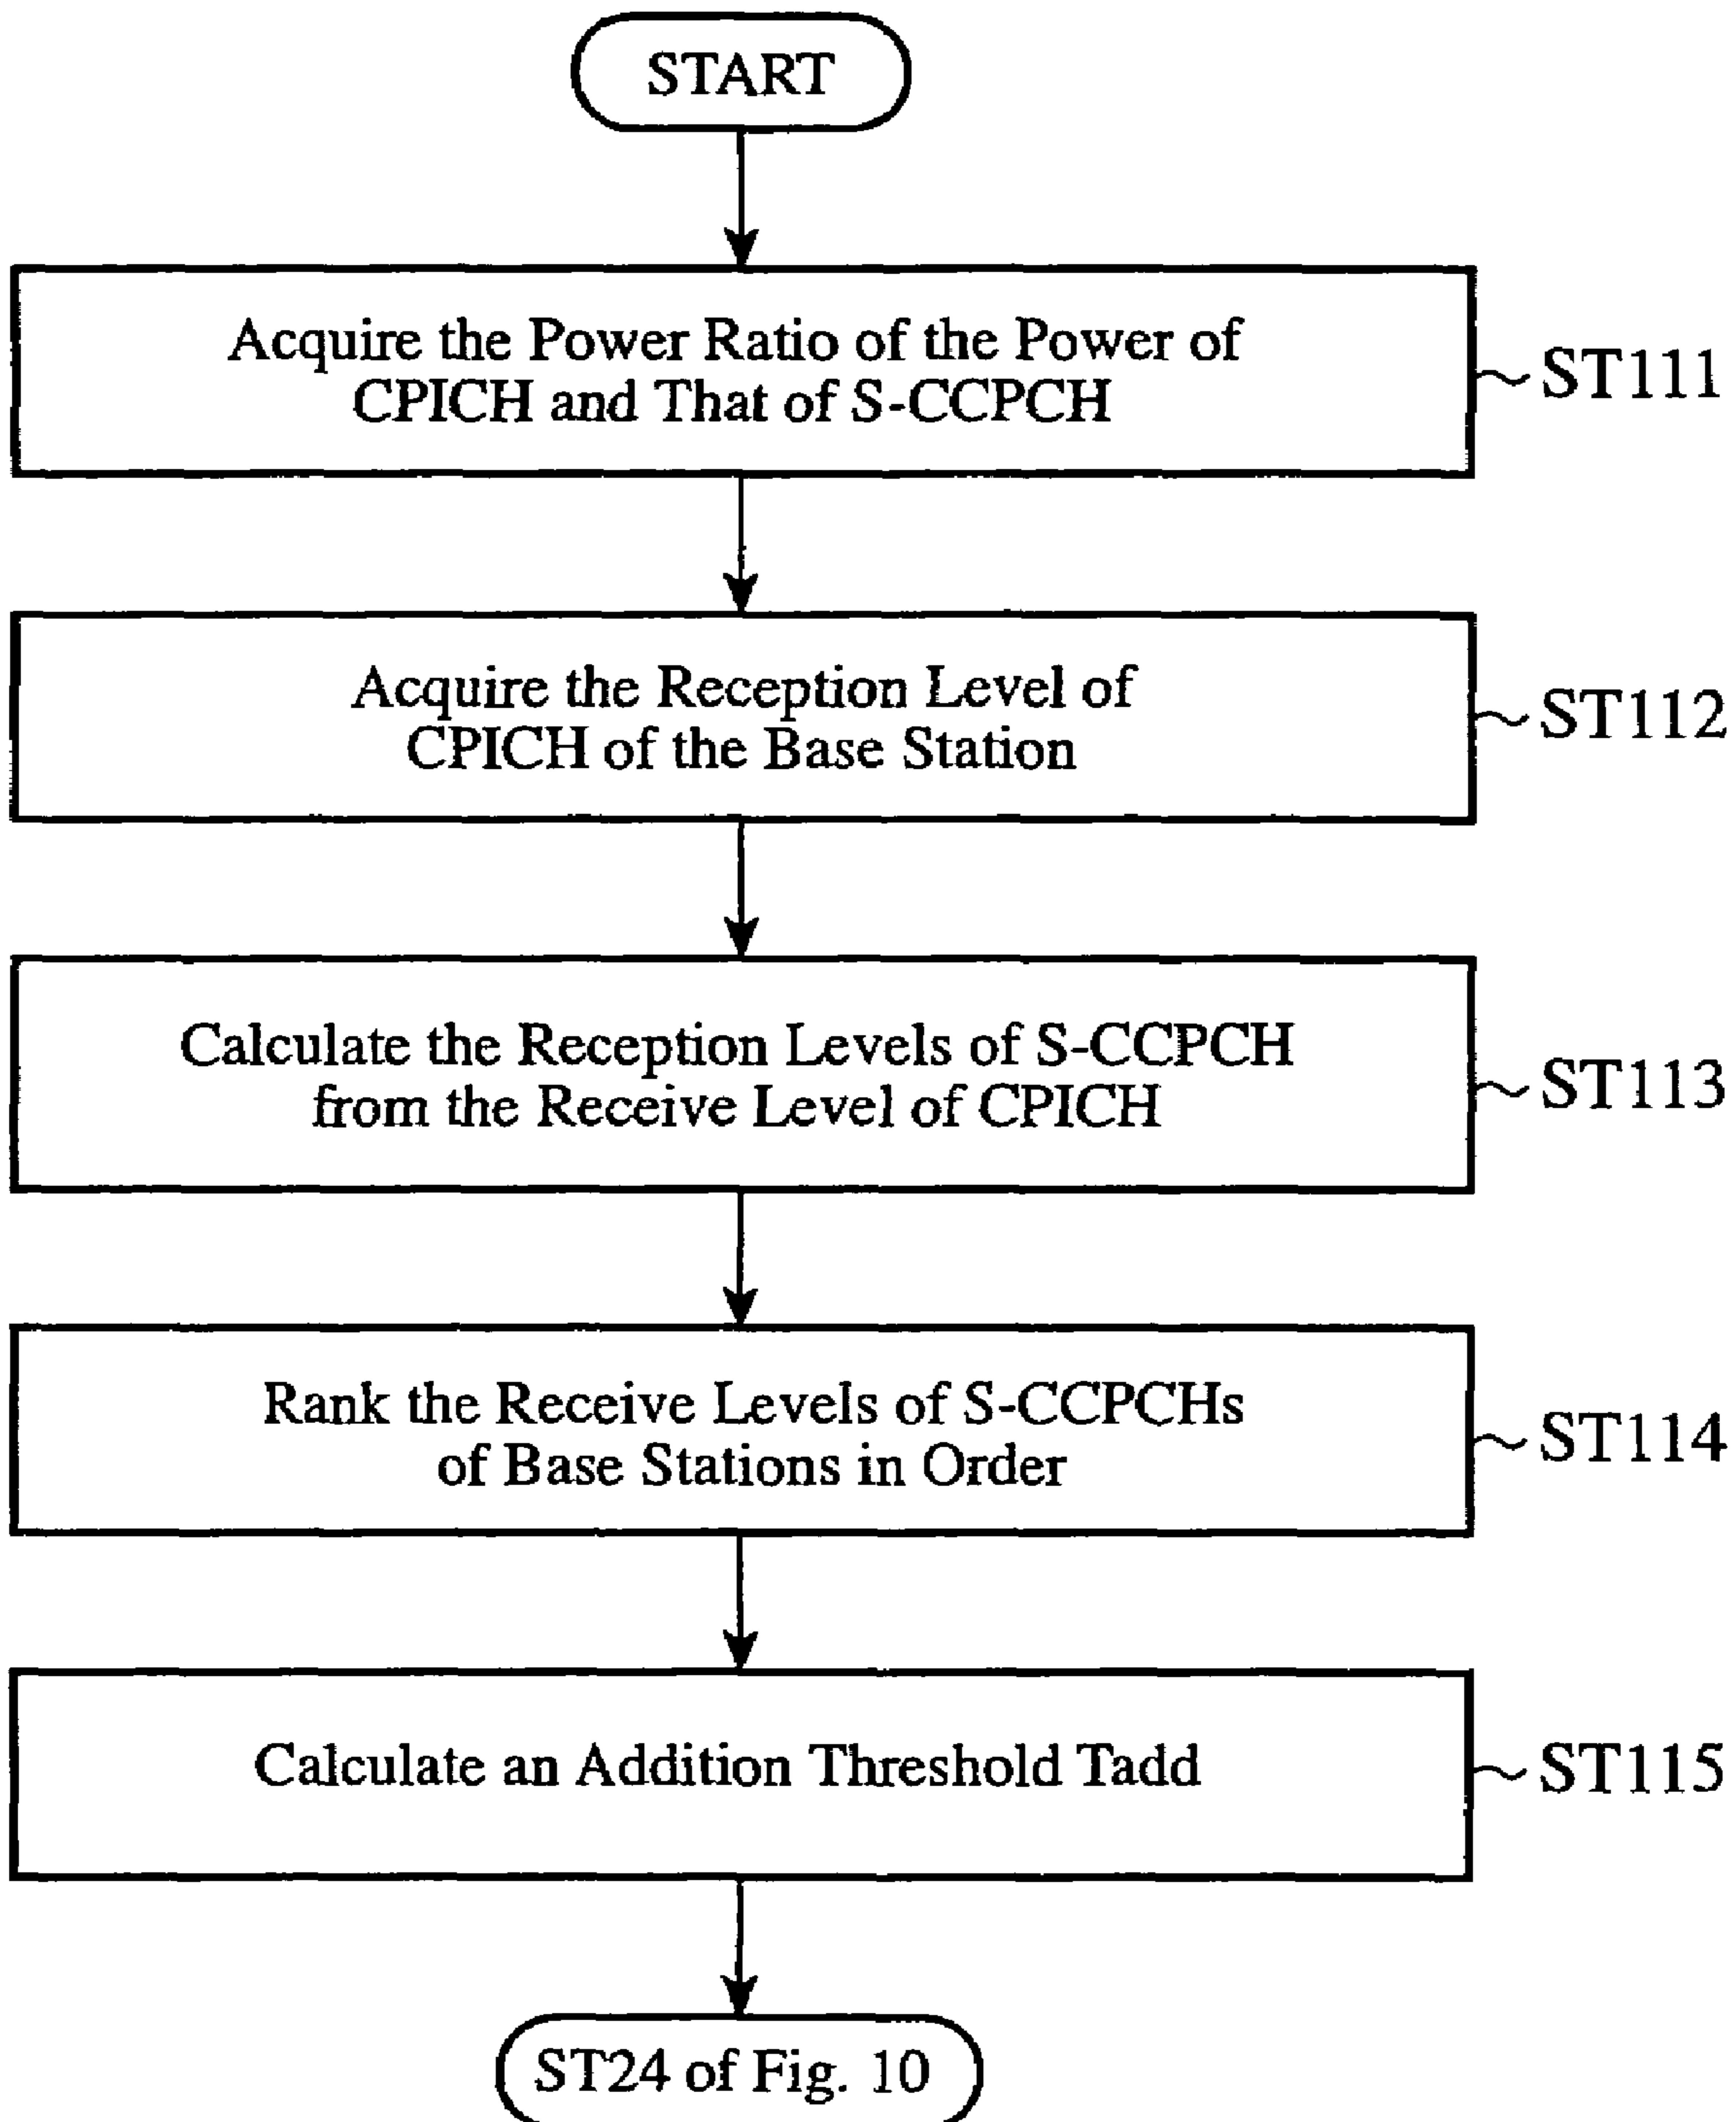 START
Acquire the Power Ratio of the Power of
CPICH and That of S-CCPCH
ST111
Acquire the Reception Level of
CPICH of the Base Station
ST112
Calculate the Reception Levels of S-CCPCH
from the Receive Level of CPICH
ST113
Rank the Receive Levels of S-CCPCHs
of Base Stations in Order
ST114
Calculate an Addition Threshold Tadd
ST115
ST24 of Fig. 10